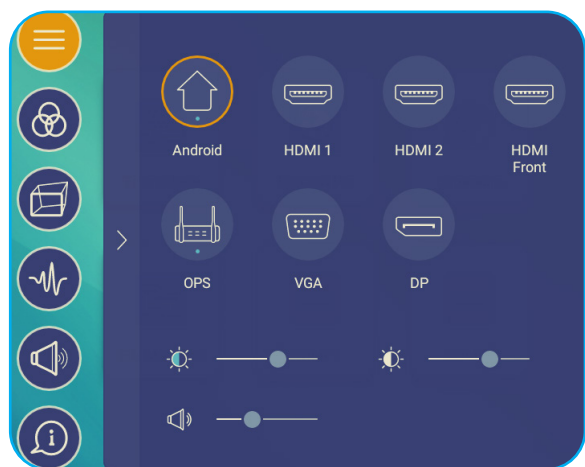 Android
HDMI 1
HDMI 2
HDMI
Front
OPS
VGA
DP